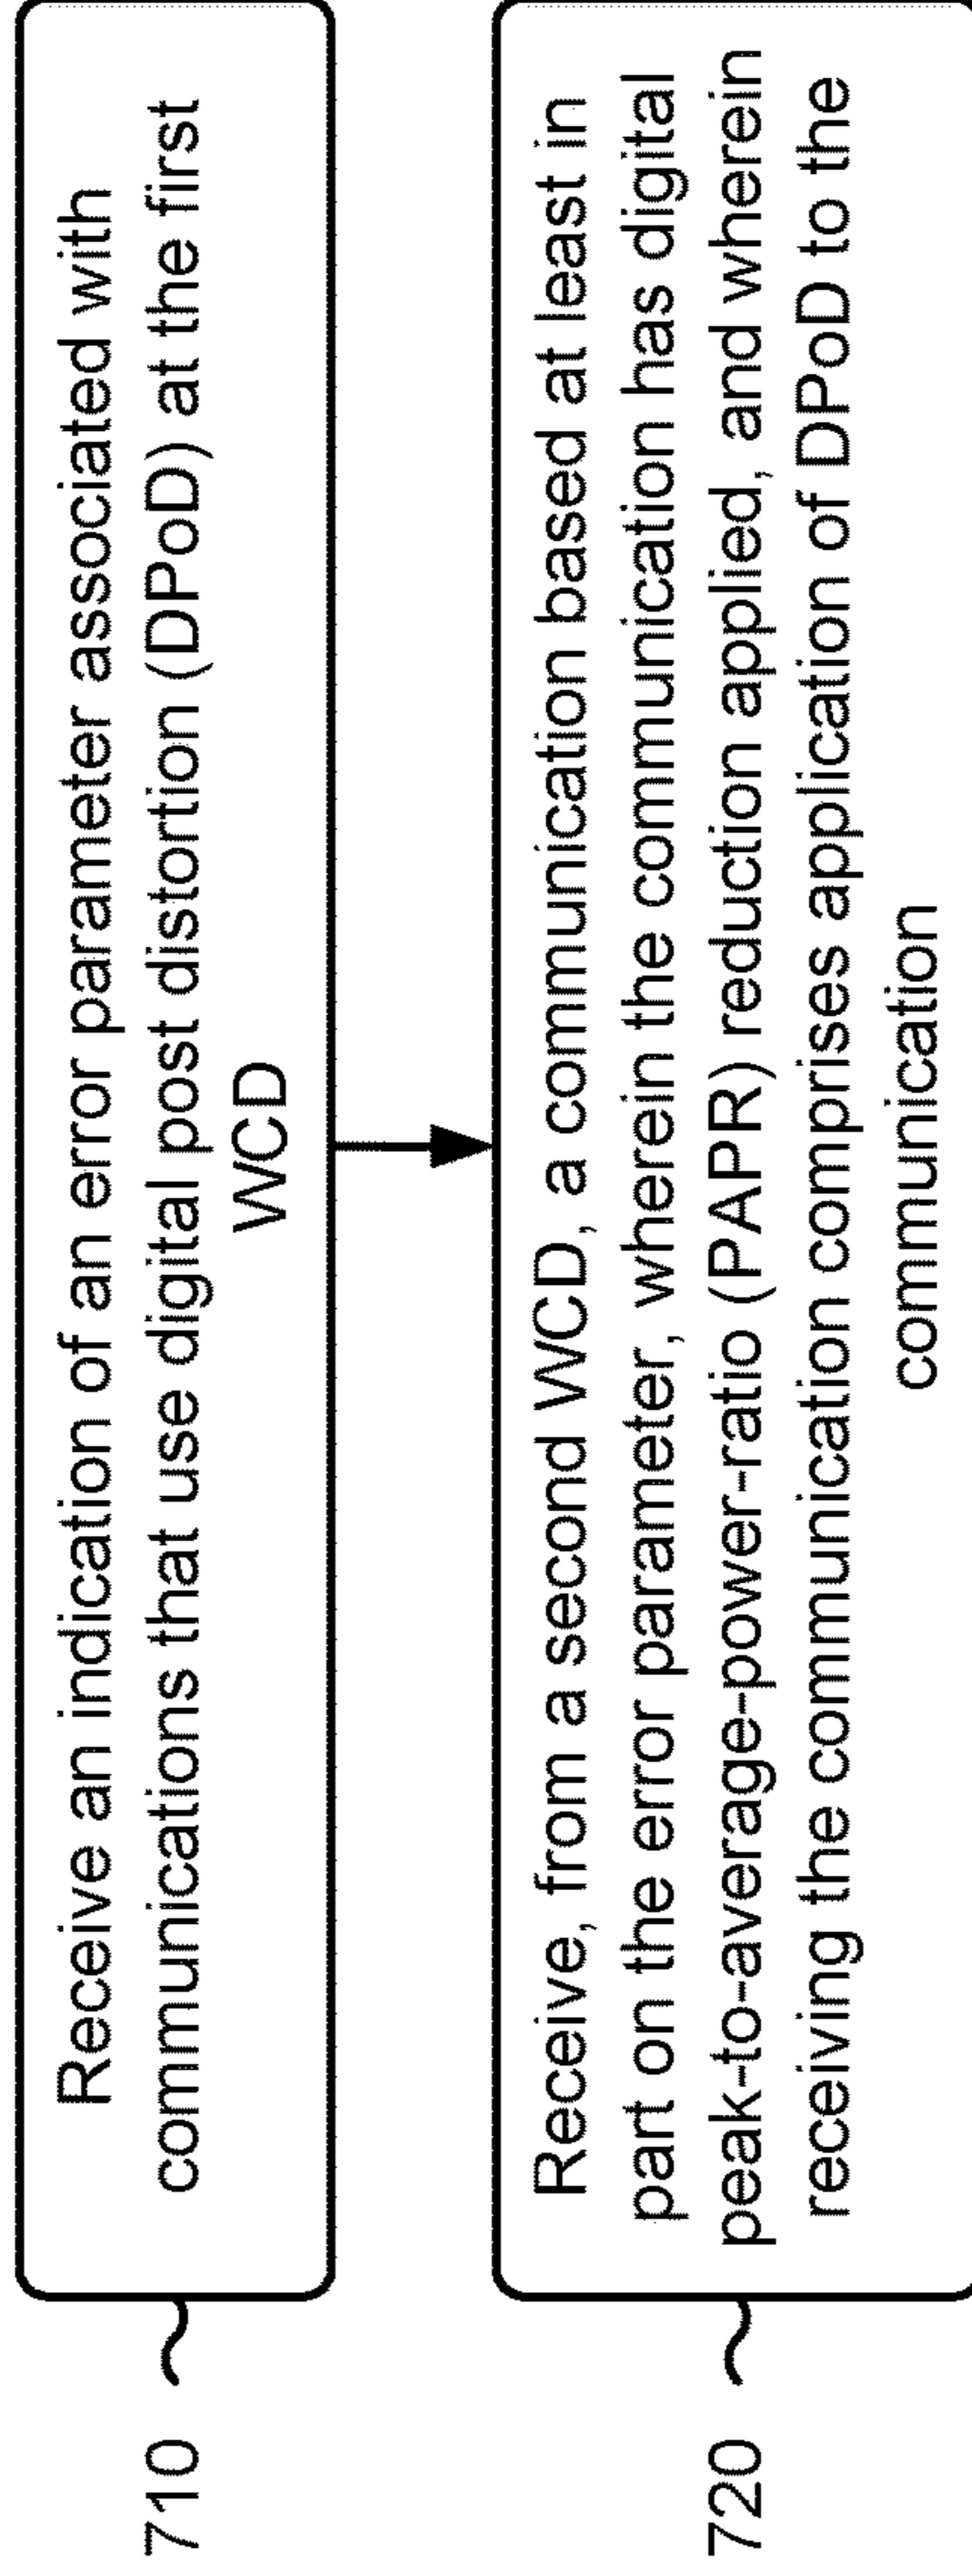 710
Receive an indication of an error parameter associated with
communications that use digital post distortion (DPoD) at the first
WCD
720
Receive, from a second WCD, a communication based at least in
part on the error parameter, wherein the communication has digital
peak-to-average-power-ratio (PAPR) reduction applied, and wherein
receiving the communication comprises application of DPoD to the
communication